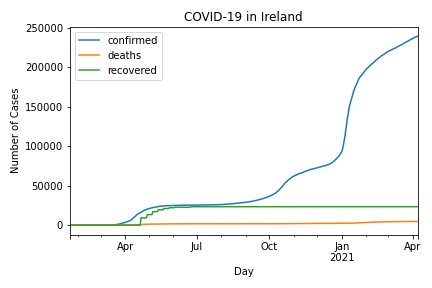 COVID-19 in Ireland
confirmed
deaths
recovered
Number of Cases
250000
200000
150000
100000
50000
0
Apr
Jul
Oct
Jan
2021
Apr
Day